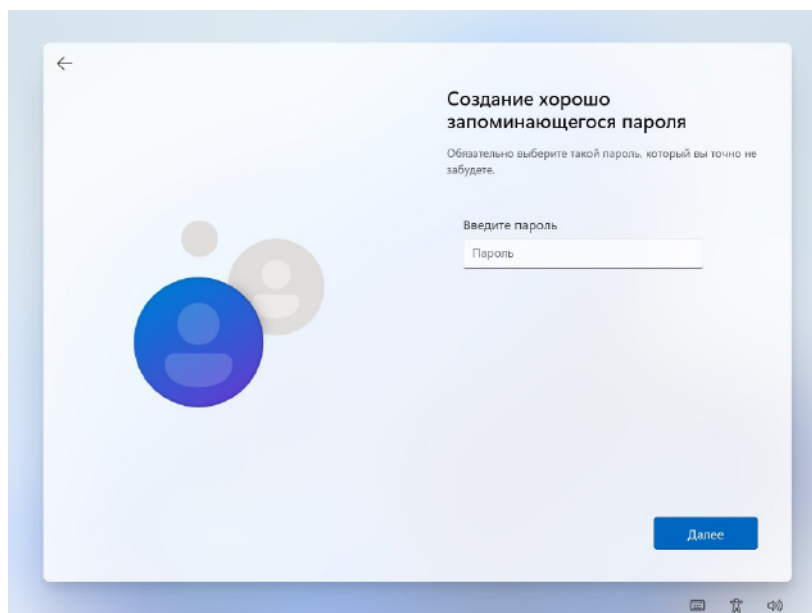 Создание хорошо
запоминающегося пароля
Обязательно выберите такой пароль, который вы точно не
забудете.
Введите пароль
Пароль
Далее